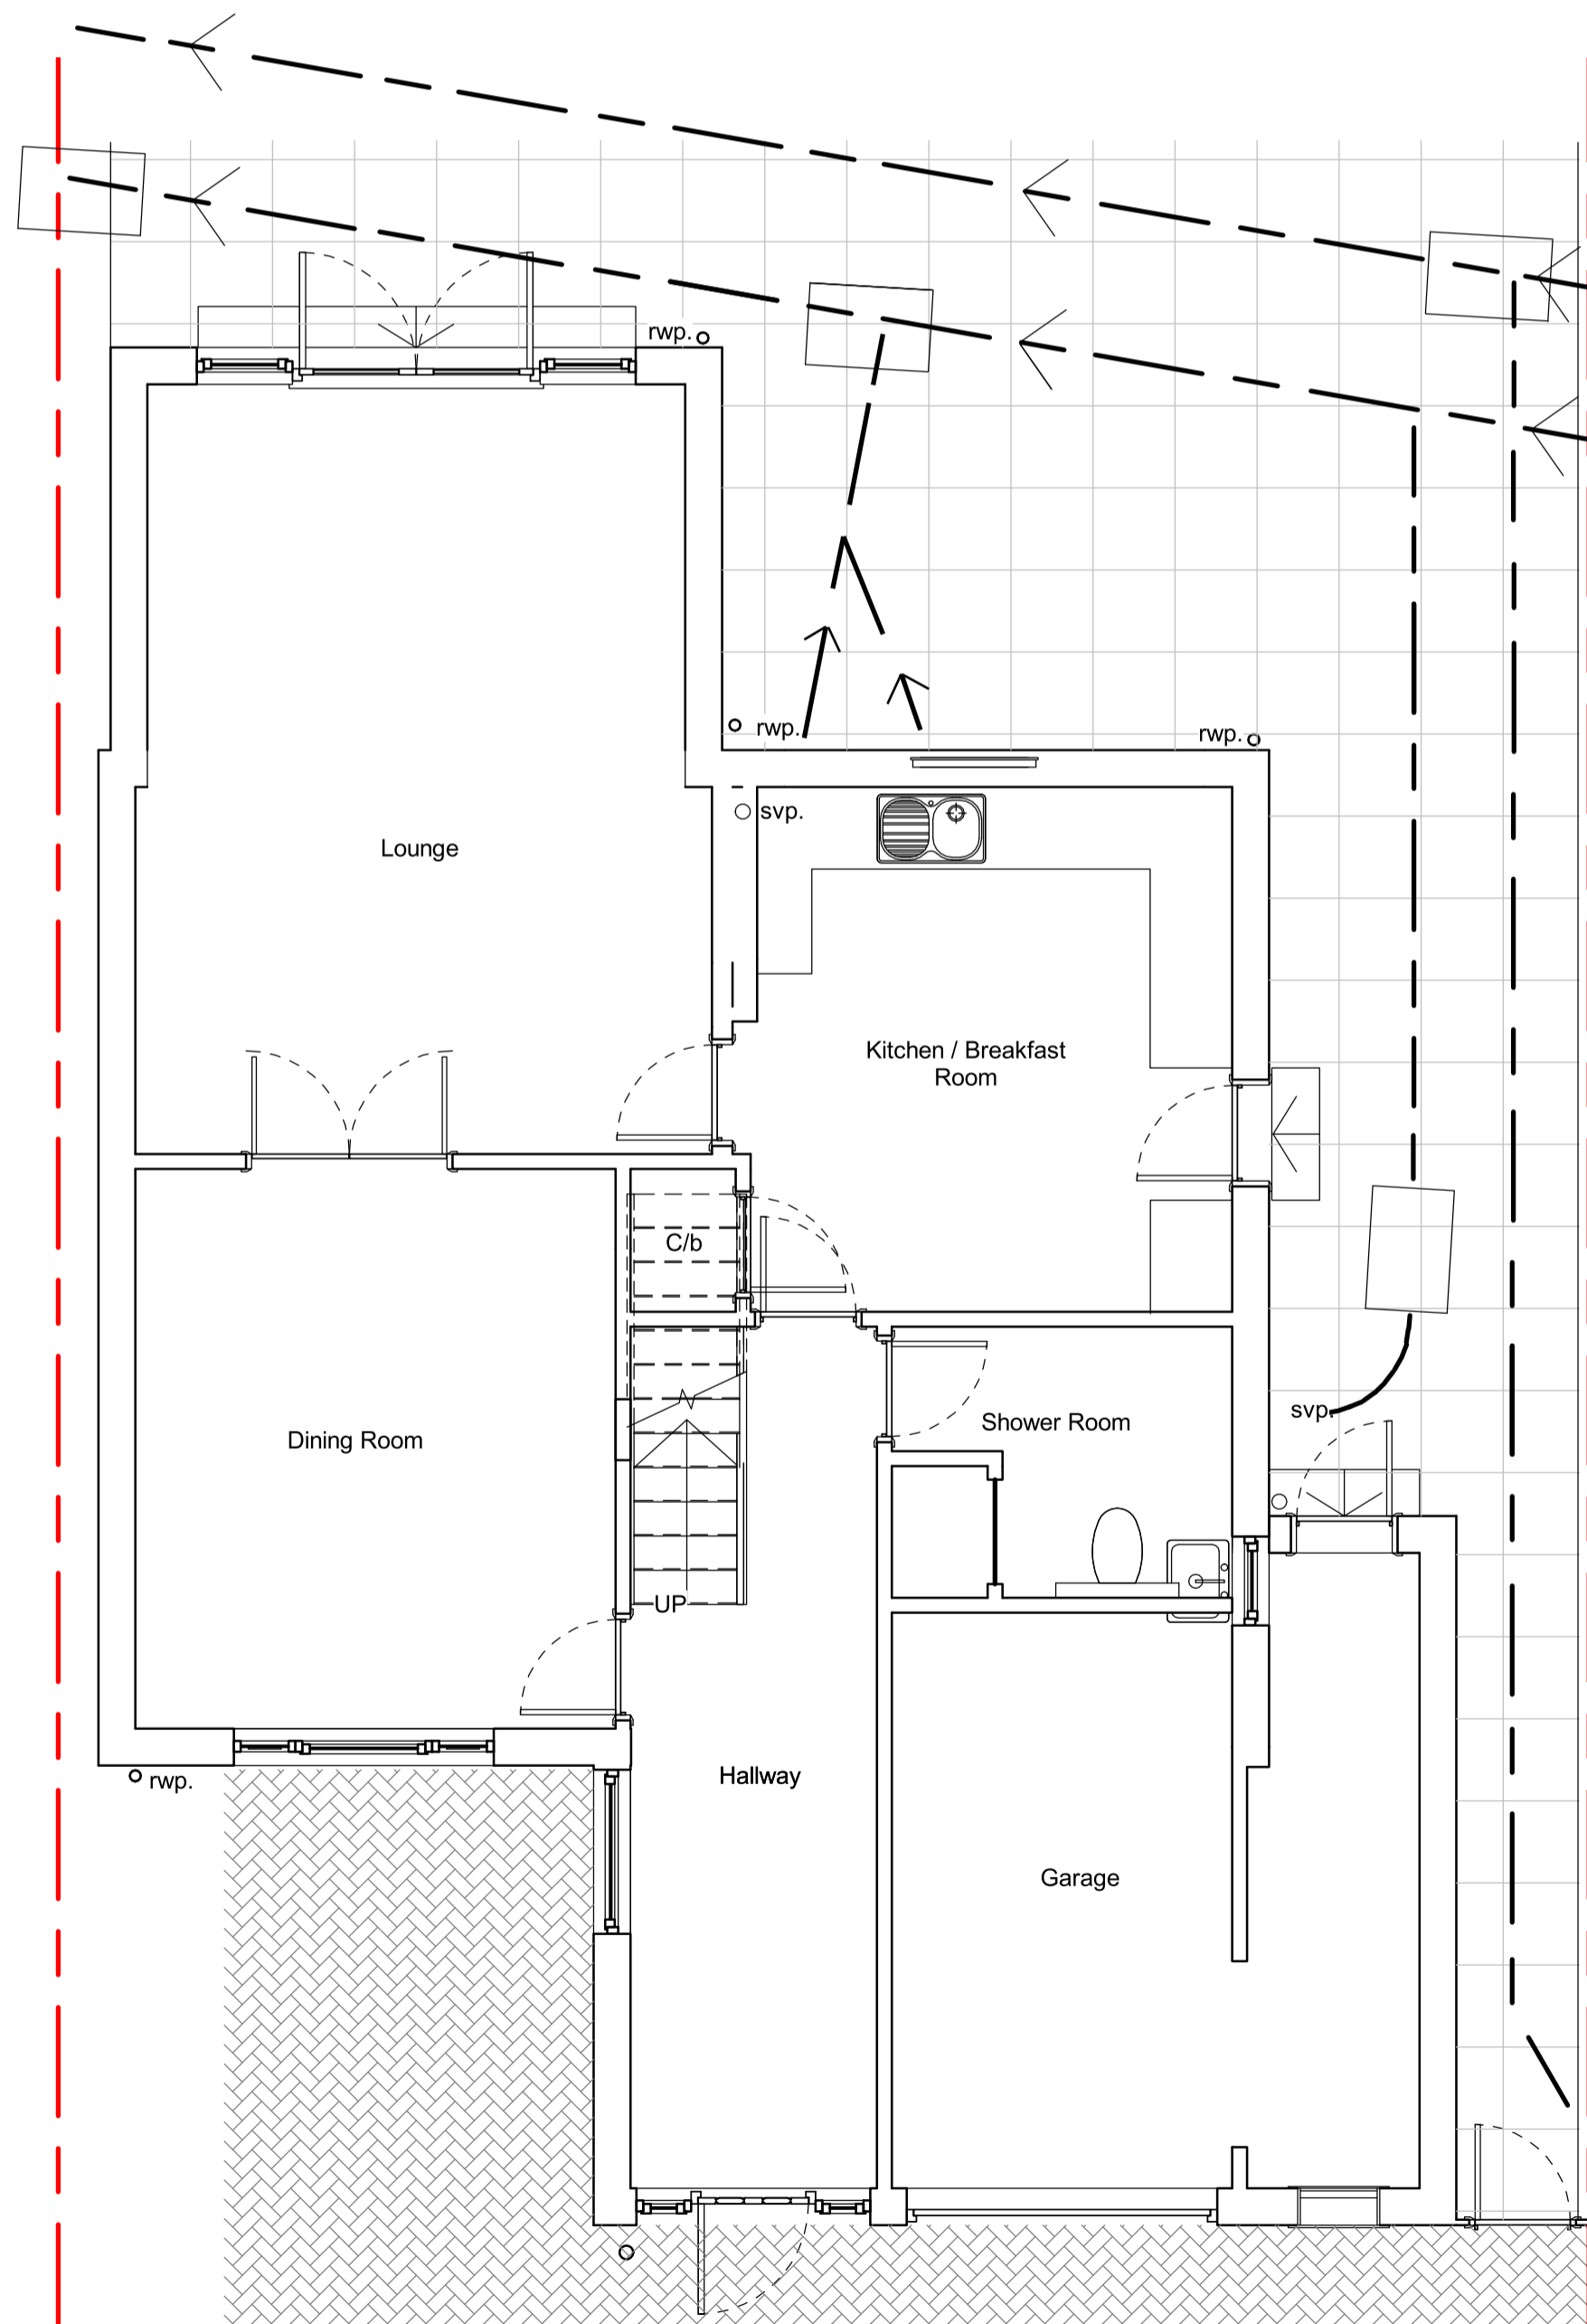 rwp.
rwp.
rwp.
svp.
Lounge
Kitchen / Breakfast
Room
C/b
svp.
Shower Room
Dining Room
UP
Hallway
rwp.
Garage